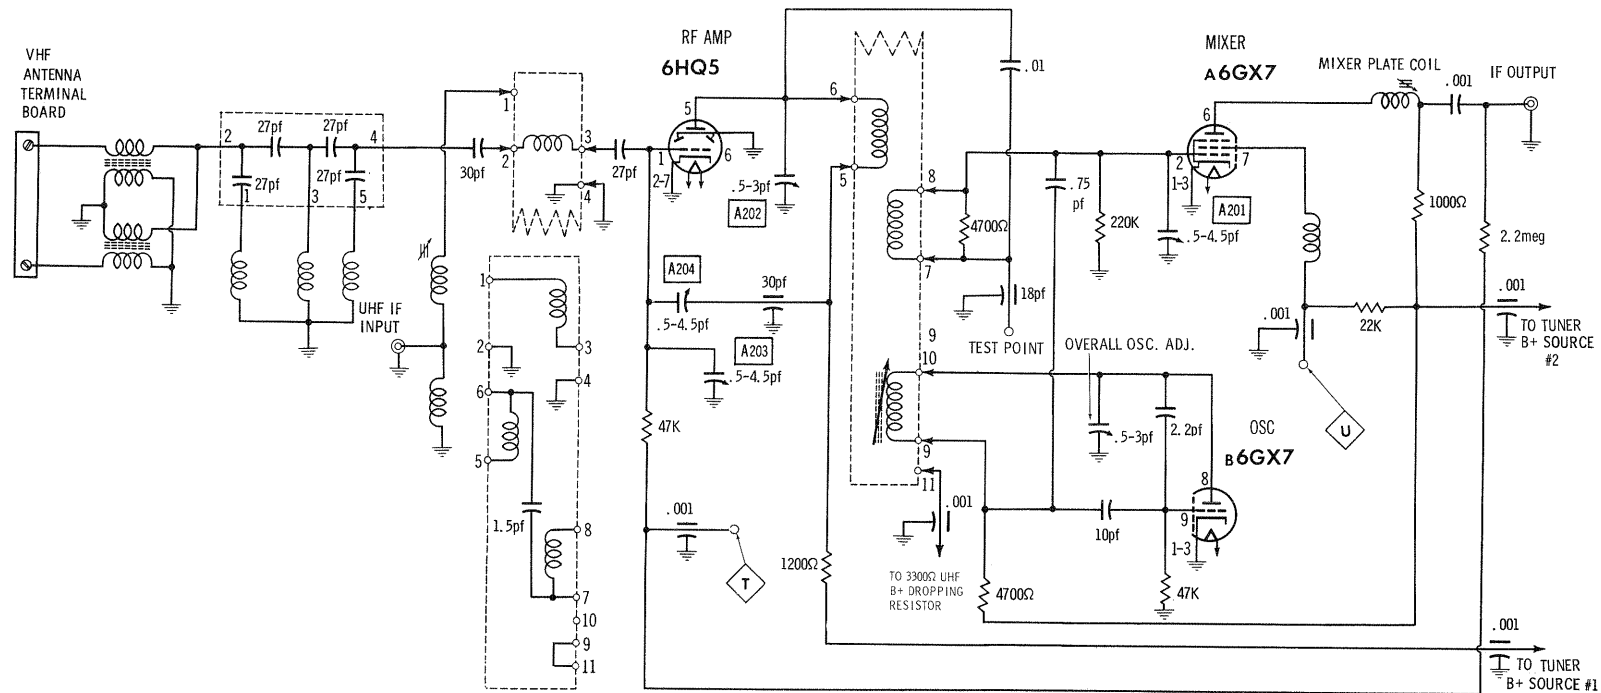 VHF
ANTENNA
TERMINAL
BOARD
2
27pf
27pf
4
27pf
27pf
1
3
5
UHF IF
INPUT
30pf
1
2
3
4
27pf
RF AMP
6HQ5
5
1
6
2-7
.5-3pf
A202
A204
.5-4.5pf
30pf
A203
.5-4.5pf
47K
.001
T
1200Ω
1
2
3
4
6
5
1.5pf
8
7
10
9
11
6
5
8
7
9
10
9
11
.01
4700Ω
18pf
TEST POINT
.75
pf
220K
.5-4.5pf
MIXER
A6GX7
6
2
7
1-3
A201
MIXER PLATE COIL
.001
IF OUTPUT
1000Ω
2.2meg
22K
.001
U
.001
TO TUNER
B+ SOURCE
#2
OVERALL OSC. ADJ.
.5-3pf
2.2pf
OSC
B6GX7
8
9
1-3
10pf
47K
4700Ω
.001
TO 3300Ω UHF
B+ DROPPING
RESISTOR
.001
TO TUNER
B+ SOURCE #1